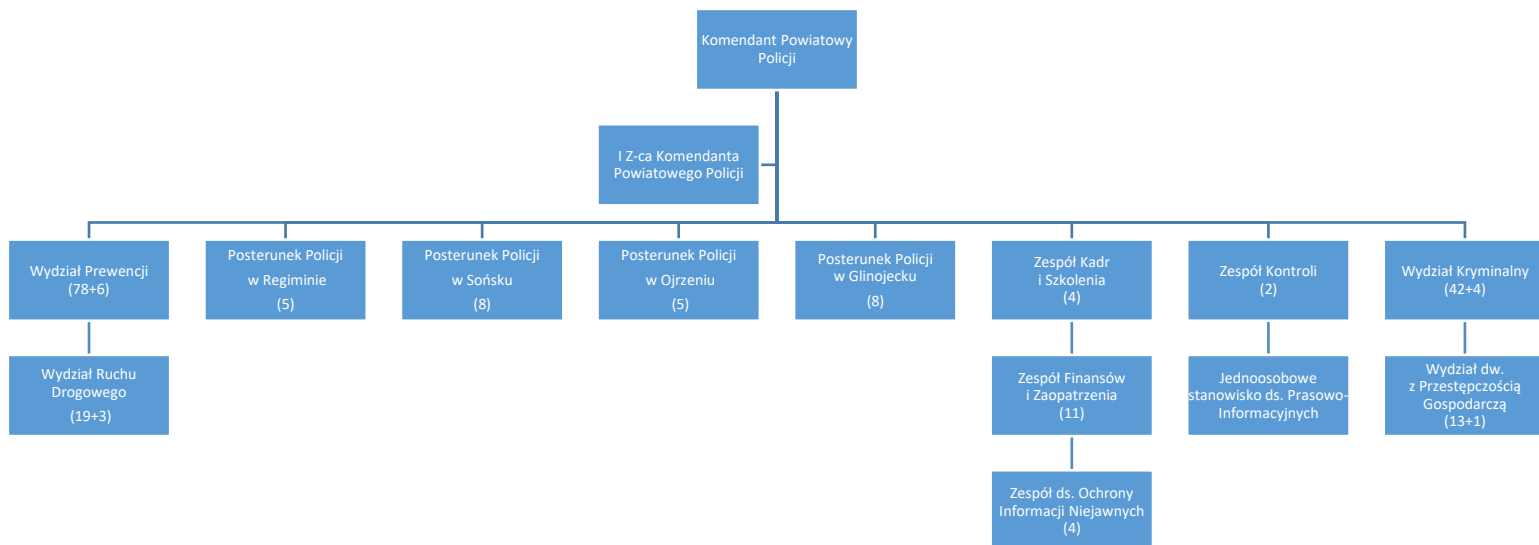 Komendant Powiatowy
Policji
I Z-ca Komendanta
Powiatowego Policji
Wydział Prewencji
(78+6)
Posterunek Policji
w Regiminie
(5)
Posterunek Policji
w Sońsku
(8)
Posterunek Policji
w Ojrzeniu
(5)
Posterunek Policji
w Glinojecku
(8)
Zespół Kadr
i Szkolenia
(4)
Zespół Kontroli
(2)
Wydział Kryminalny
(42+4)
Wydział Ruchu
Drogowego
(19+3)
Zespół Finansów
i Zaopatrzenia
(11)
Jednoosobowe
stanowisko ds. Prasowo-
Informacyjnych
Wydział dw.
z Przestępczością
Gospodarczą
(13+1)
Zespół ds. Ochrony
Informacji Niejawnych
(4)